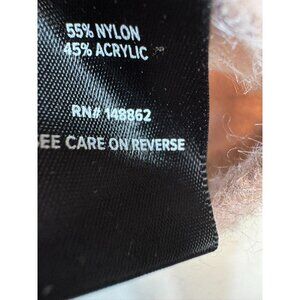 55% NYLON
45% ACRYLIC
RN# 148862
SEE CARE ON REVERSE